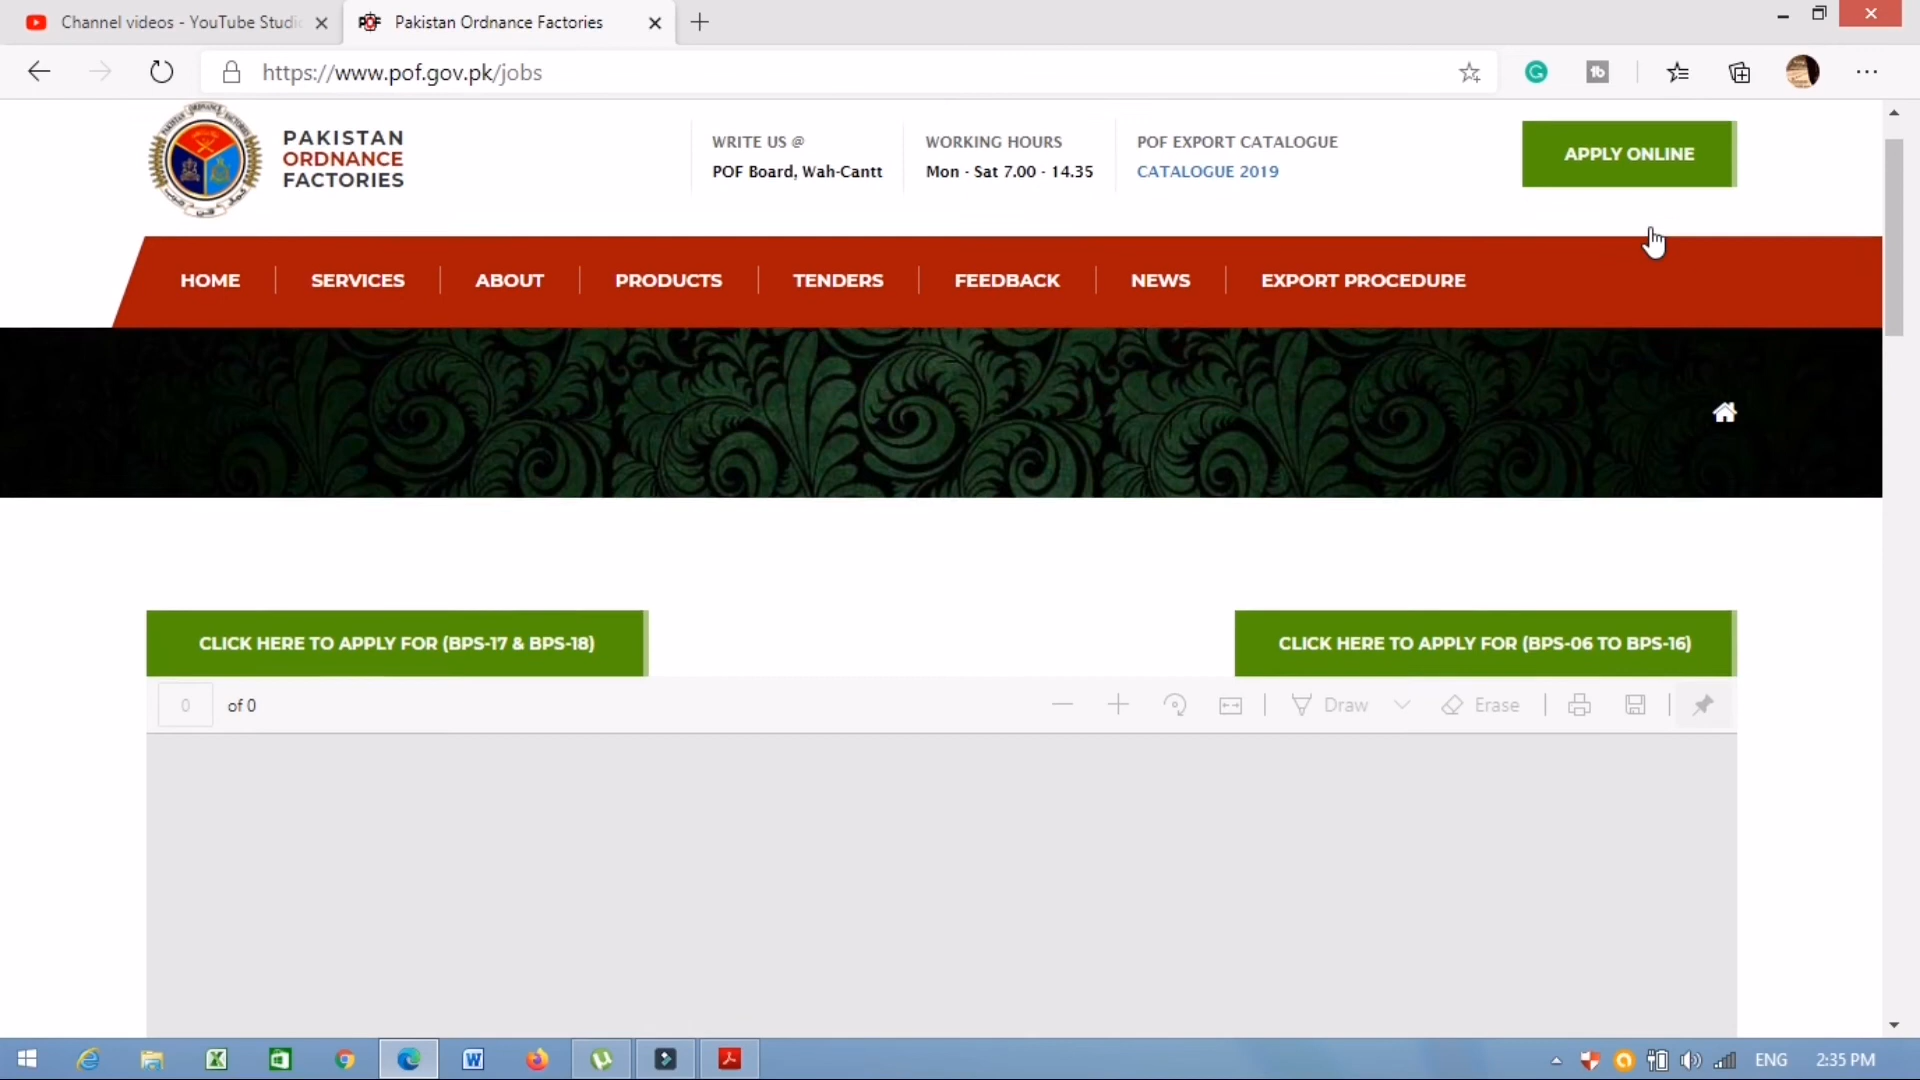 Channel videos - YouTube Studio
Pakistan Ordnance Factories
https://www.pof.gov.pk/jobs
PAKISTAN
ORDNANCE
FACTORIES
WRITE US @
POF Board, Wah-Cantt
WORKING HOURS
Mon - Sat 7.00 - 14.35
POF EXPORT CATALOGUE
CATALOGUE 2019
APPLY ONLINE
HOME
SERVICES
ABOUT
PRODUCTS
TENDERS
FEEDBACK
NEWS
EXPORT PROCEDURE
CLICK HERE TO APPLY FOR (BPS-17 & BPS-18)
CLICK HERE TO APPLY FOR (BPS-06 TO BPS-16)
0 of 0
Draw
Erase
ENG
2:35 PM